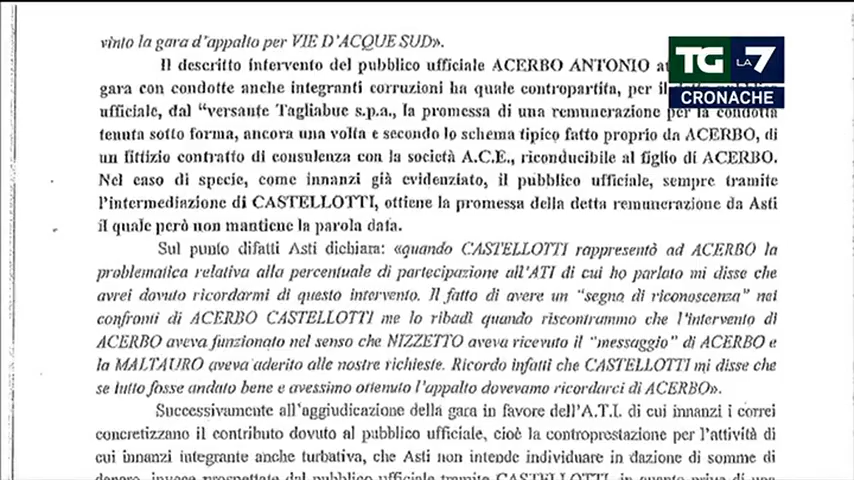 vinto la gara d'appalto per VIE D'ACQUE SUD».
Il descritto intervento del pubblico ufficiale ACERBO ANTONIO
gara con condotte anche integranti corruzioni ha quale contropartita, per il
ufficiale, dal "versante Tagliabue s.p.a., la promessa di una remunerazione per la condotta
tenuta sotto forma, ancora una volta e secondo lo schema tipico fatto proprio da ACERBO, di
un fittizio contratto di consulenza con la società A.C.E., riconducibile al figlio di ACERBO.
Nel caso di specie, come innanzi già evidenziato, il pubblico ufficiale, sempre tramite
l'intermediazione di CASTELLOTTI, ottiene la promessa della detta remunerazione da Asti
il quale però non mantiene la parola data.
Sul punto difatti Asti dichiara: «quando CASTELLOTTI rappresentò ad ACERBO la
problematica relativa alla percentuale di partecipazione all'ATI di cui ho parlato mi disse che
avrei dovuto ricordarmi di questo intervento. Il fatto di avere un "segno di riconoscenza" nei
confronti di ACERBO CASTELLOTTI me lo ribadì quando riscontrammo che l'intervento di
ACERBO aveva funzionato nel senso che NIZZETTO aveva ricevuto il "messaggio" di ACERBO e
la MALTAURO aveva aderito alle nostre richieste. Ricordo infatti che CASTELLOTTI mi disse che
se tutto fosse andato bene e avessimo ottenuto l'appalto dovevamo ricordarci di ACERBO».
Successivamente all'aggiudicazione della gara in favore dell'A.T.I. di cui innanzi i correi
concretizzano il contributo dovuto al pubblico ufficiale, cioè la controprestazione per l'attività di
cui innanzi integrante anche turbativa, che Asti non intende individuare in dazione di somme di
TG LA 7
CRONACHE